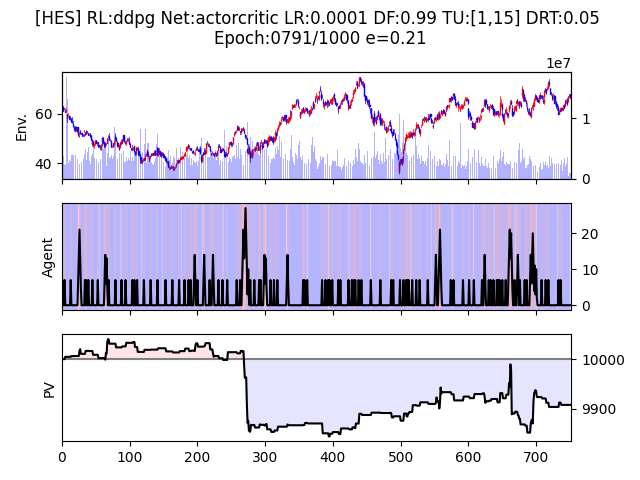 [HES] RL:ddpg Net:actorcritic LR:0.0001 DF:0.99 TU:[1,15] DRT:0.05
Epoch:0791/1000 e=0.21
1e7
Env.
60
40
1
0
Agent
20
10
0
PV
10000
9900
0 100 200 300 400 500 600 700